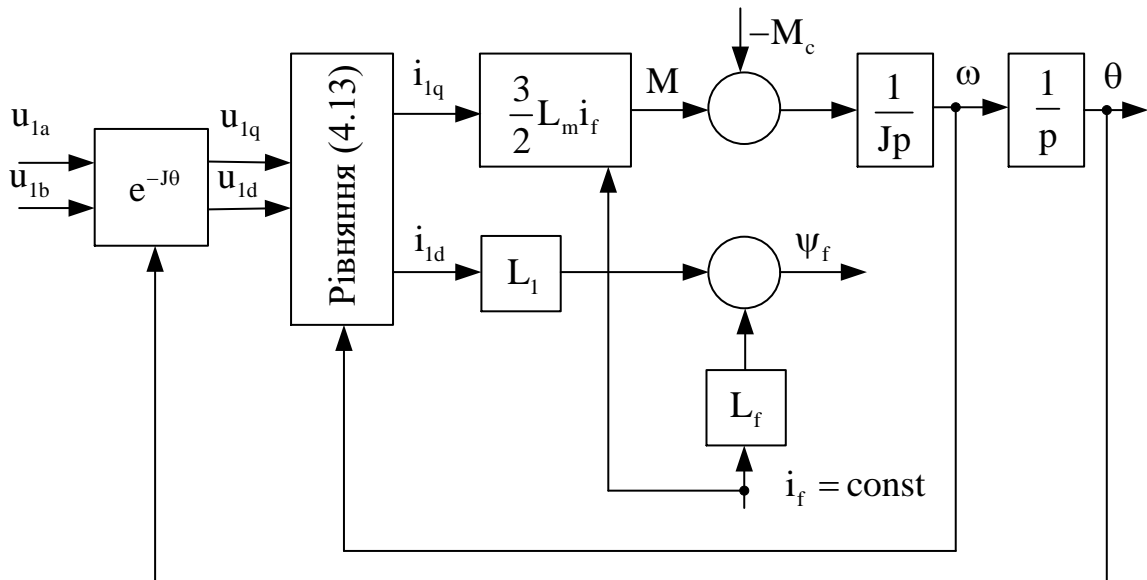 −M_c
i_1q
M
ω
θ
3/2 L_m i_f
1/Jp
1/p
u_1a
u_1q
Рівняння (4.13)
u_1b
u_1d
e^−Jθ
i_1d
ψ_f
L_1
L_f
i_f = const